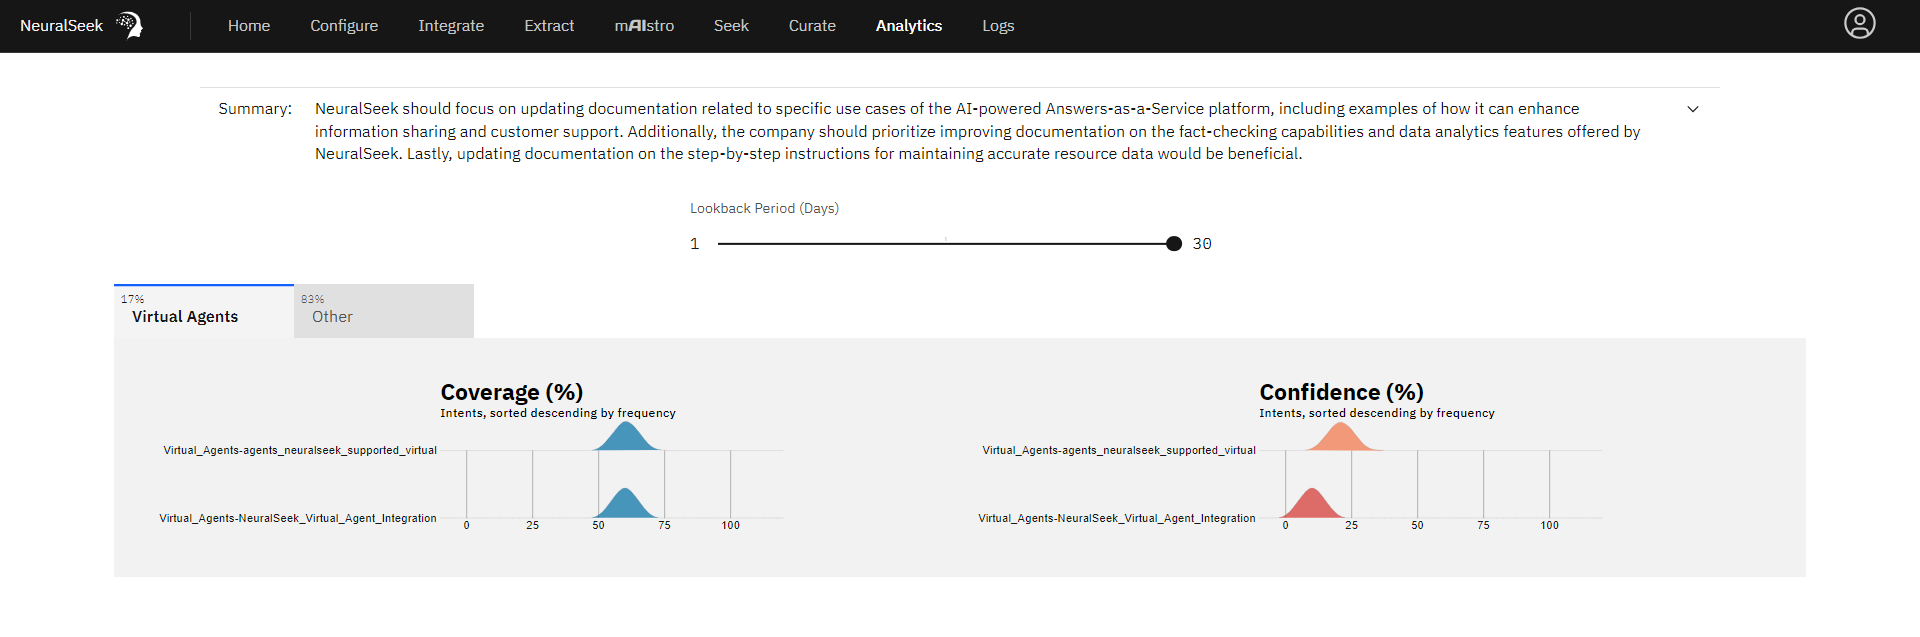 NeuralSeek
Home
Configure
Integrate
Extract
mAIstro
Seek
Curate
Analytics
Logs
Summary:
NeuralSeek should focus on updating documentation related to specific use cases of the AI-powered Answers-as-a-Service platform, including examples of how it can enhance
information sharing and customer support. Additionally, the company should prioritize improving documentation on the fact-checking capabilities and data analytics features offered by
NeuralSeek. Lastly, updating documentation on the step-by-step instructions for maintaining accurate resource data would be beneficial.
Lookback Period (Days)
1
30
17%
Virtual Agents
83%
Other
Coverage (%)
Intents, sorted descending by frequency
Virtual_Agents-agents_neuralseek_supported_virtual
Virtual_Agents-NeuralSeek_Virtual_Agent_Integration
0 25 50 75 100
Confidence (%)
Intents, sorted descending by frequency
Virtual_Agents-agents_neuralseek_supported_virtual
Virtual_Agents-NeuralSeek_Virtual_Agent_Integration
0 25 50 75 100